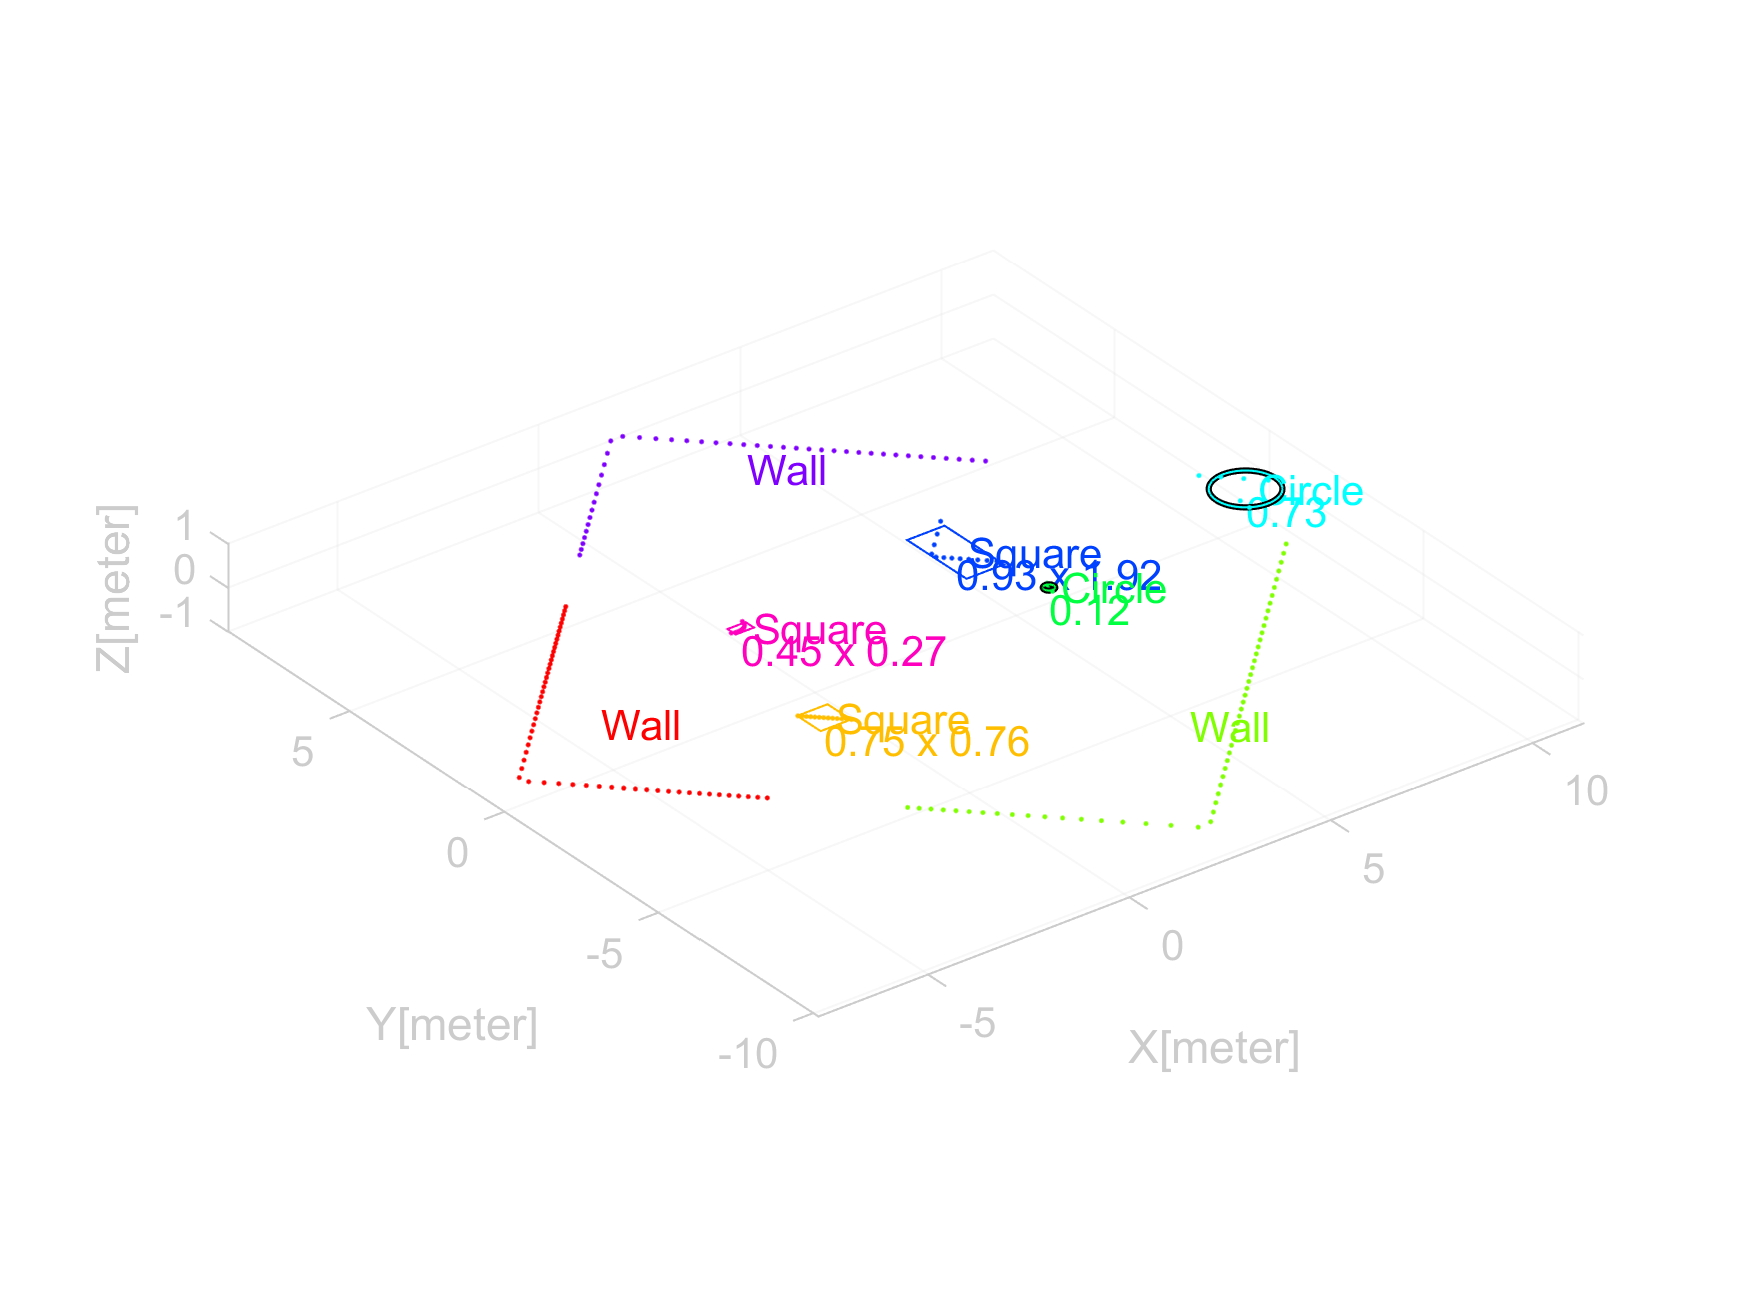 Wall
Circle
0.73
Square
0.93 x 1.92
Circle
0.12
Square
0.45 x 0.27
Wall
Square
0.75 x 0.76
Wall
1
0
-1
Z[meter]
5
0
-5
-10
Y[meter]
10
5
0
-5
X[meter]